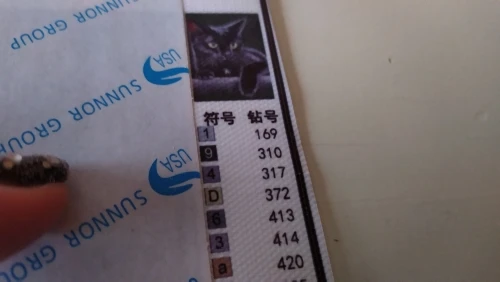 SUNNOR GROUP
USA
SUNNOR GROUP
USA
SUNNOR GROUP
符号 钻号
1 169
9 310
4 317
D 372
6 413
3 414
a 420